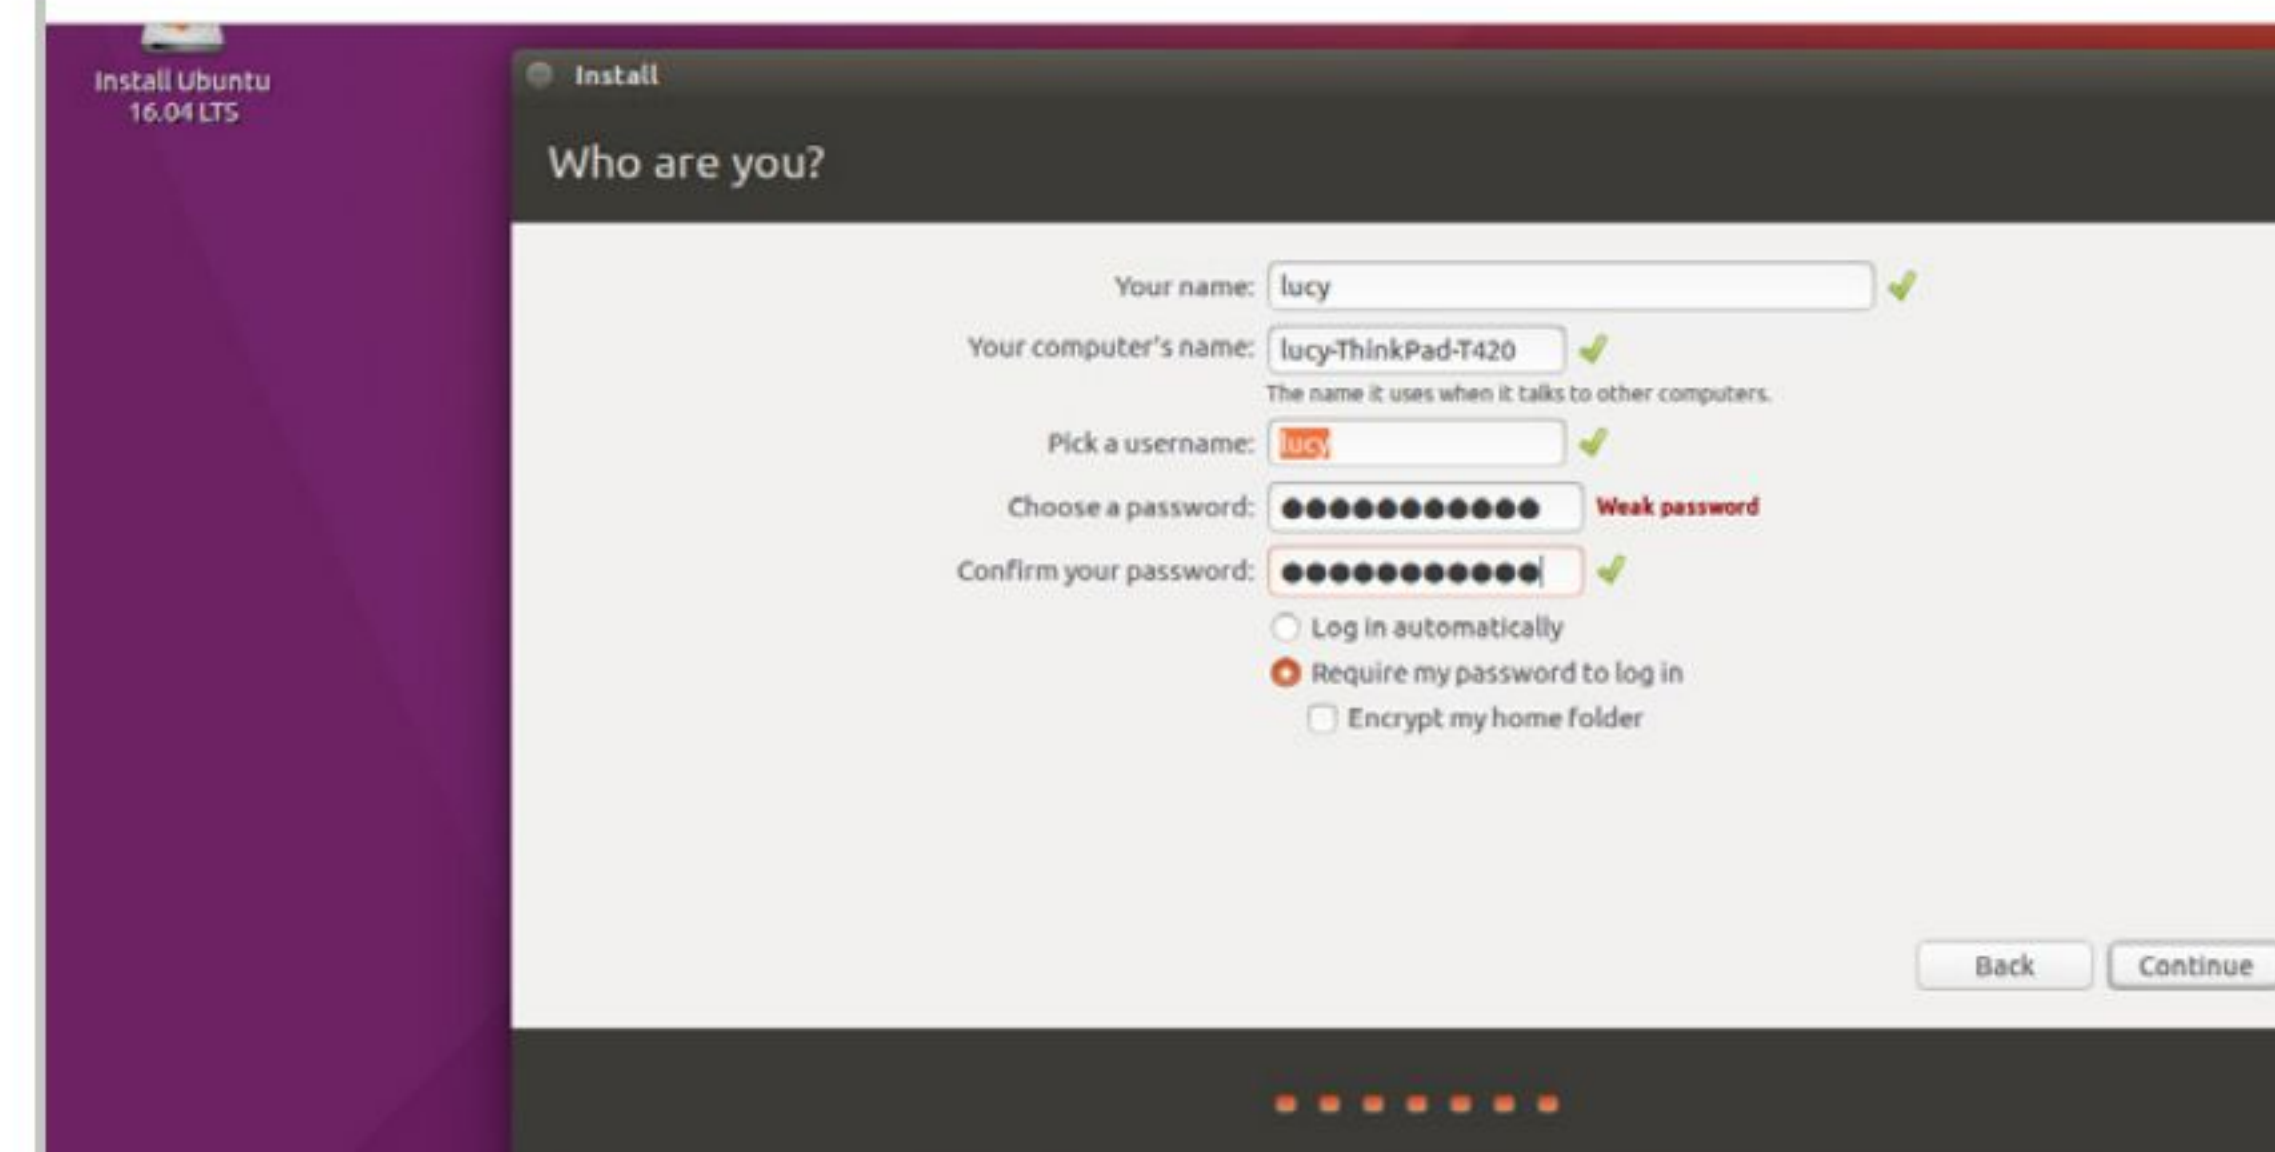 Install Ubuntu
16.04 LTS
Install
Who are you?
Your name: lucy
Your computer's name: lucy-ThinkPad-T420
The name it uses when it talks to other computers.
Pick a username: lucy
Choose a password: ●●●●●●●●●●● Weak password
Confirm your password: ●●●●●●●●●●●
Log in automatically
Require my password to log in
Encrypt my home folder
Back Continue